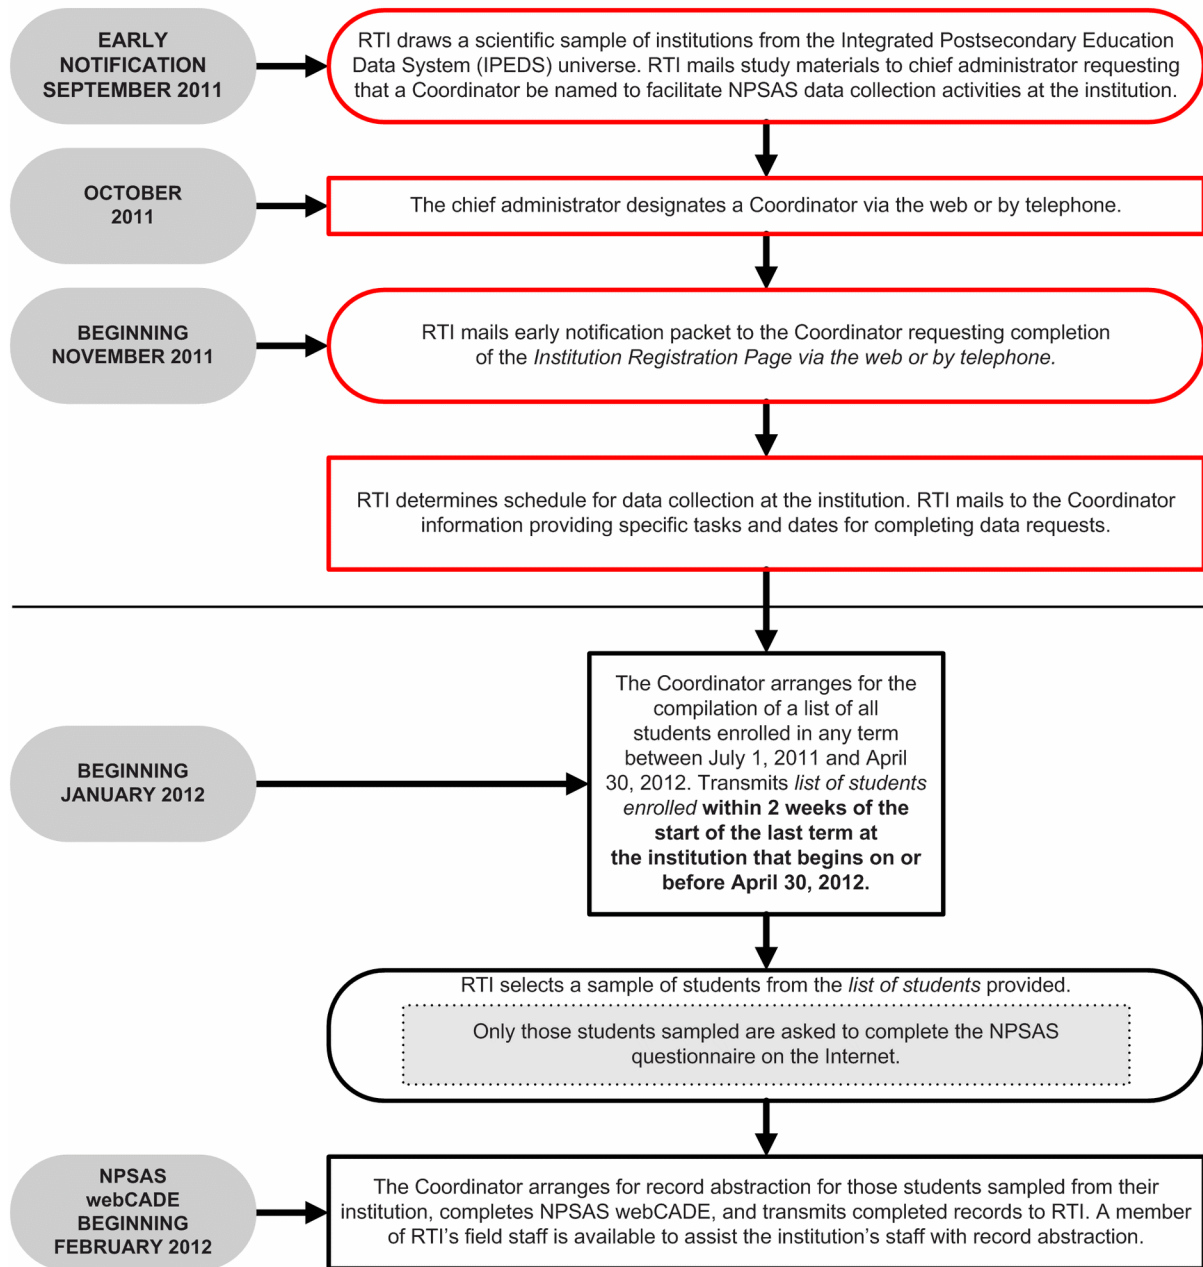 EARLY
NOTIFICATION
SEPTEMBER 2011
RTI draws a scientific sample of institutions from the Integrated Postsecondary Education
Data System (IPEDS) universe. RTI mails study materials to chief administrator requesting
that a Coordinator be named to facilitate NPSAS data collection activities at the institution.
OCTOBER
2011
The chief administrator designates a Coordinator via the web or by telephone.
BEGINNING
NOVEMBER 2011
RTI mails early notification packet to the Coordinator requesting completion
of the Institution Registration Page via the web or by telephone.
RTI determines schedule for data collection at the institution. RTI mails to the Coordinator
information providing specific tasks and dates for completing data requests.
BEGINNING
JANUARY 2012
The Coordinator arranges for the
compilation of a list of all
students enrolled in any term
between July 1, 2011 and April
30, 2012. Transmits list of students
enrolled within 2 weeks of the
start of the last term at
the institution that begins on or
before April 30, 2012.
RTI selects a sample of students from the list of students provided.
Only those students sampled are asked to complete the NPSAS
questionnaire on the Internet.
NPSAS
webCADE
BEGINNING
FEBRUARY 2012
The Coordinator arranges for record abstraction for those students sampled from their
institution, completes NPSAS webCADE, and transmits completed records to RTI. A member
of RTI’s field staff is available to assist the institution’s staff with record abstraction.